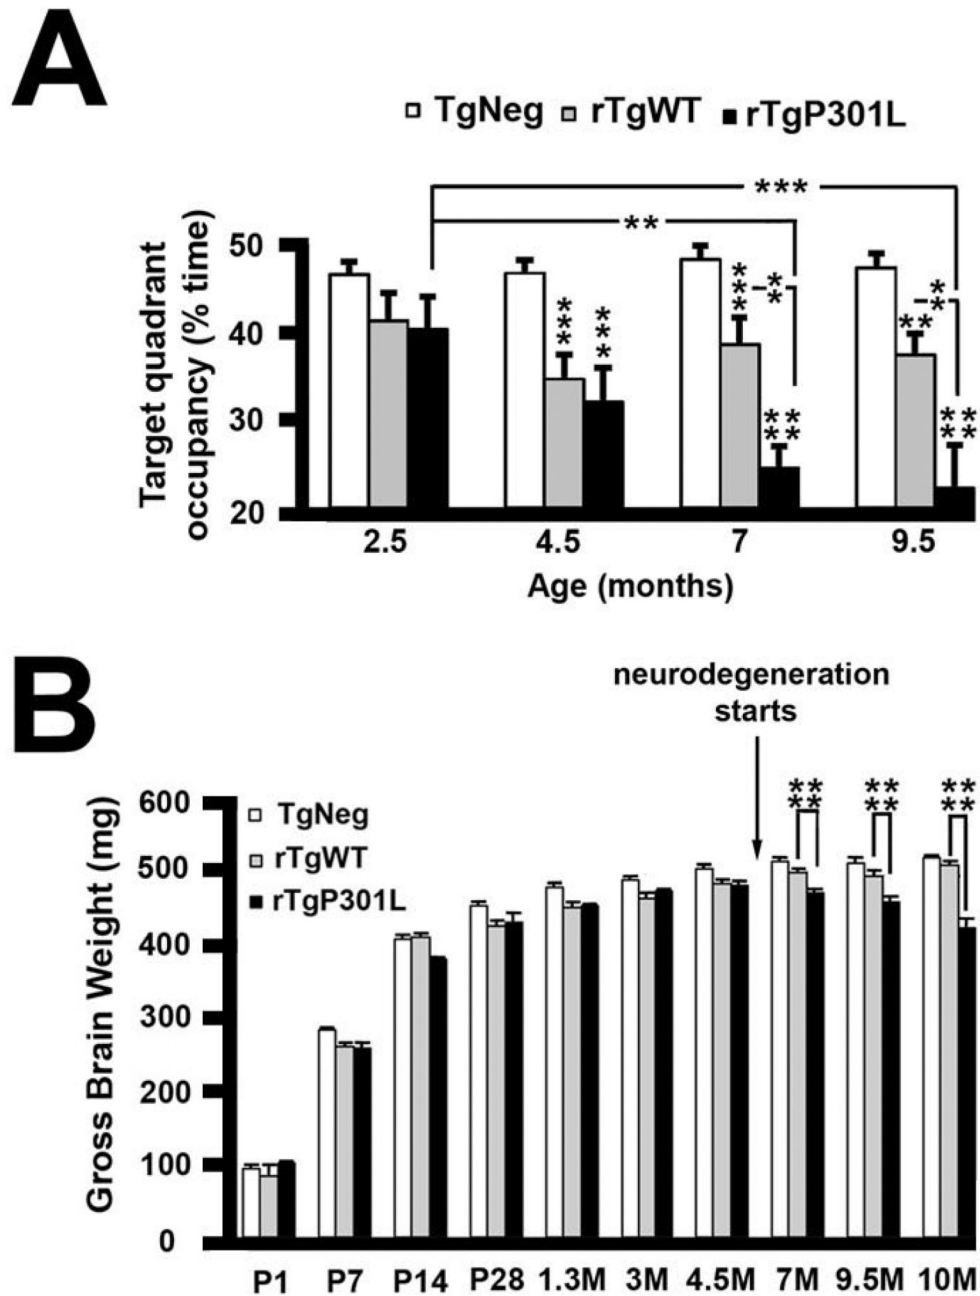 A
TgNeg rTgWT rTgP301L
***
**
Target quadrant
occupancy (% time)
50
40
30
20
***
***
***
**
****
**
**
****
2.5 4.5 7 9.5
Age (months)
B
neurodegeneration
starts
Gross Brain Weight (mg)
600
500
400
300
200
100
0
TgNeg
rTgWT
rTgP301L
**** **** ****
P1 P7 P14 P28 1.3M 3M 4.5M 7M 9.5M 10M